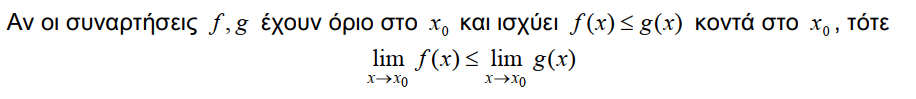 Αν οι συναρτήσεις f , g έχουν όριο στο x₀ και ισχύει f(x) ≤ g(x) κοντά στο x₀ , τότε
lim_{x→x₀} f(x) ≤ lim_{x→x₀} g(x)